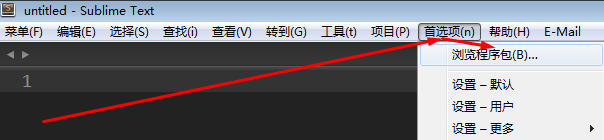 untitled - Sublime Text
菜单(F) 编辑(E) 选择(S) 查找(i) 查看(V) 转到(G) 工具(t) 项目(P) 首选项(n) 帮助(H) E-Mail
浏览程序包(B)...
1
设置 – 默认
设置 – 用户
设置 – 更多